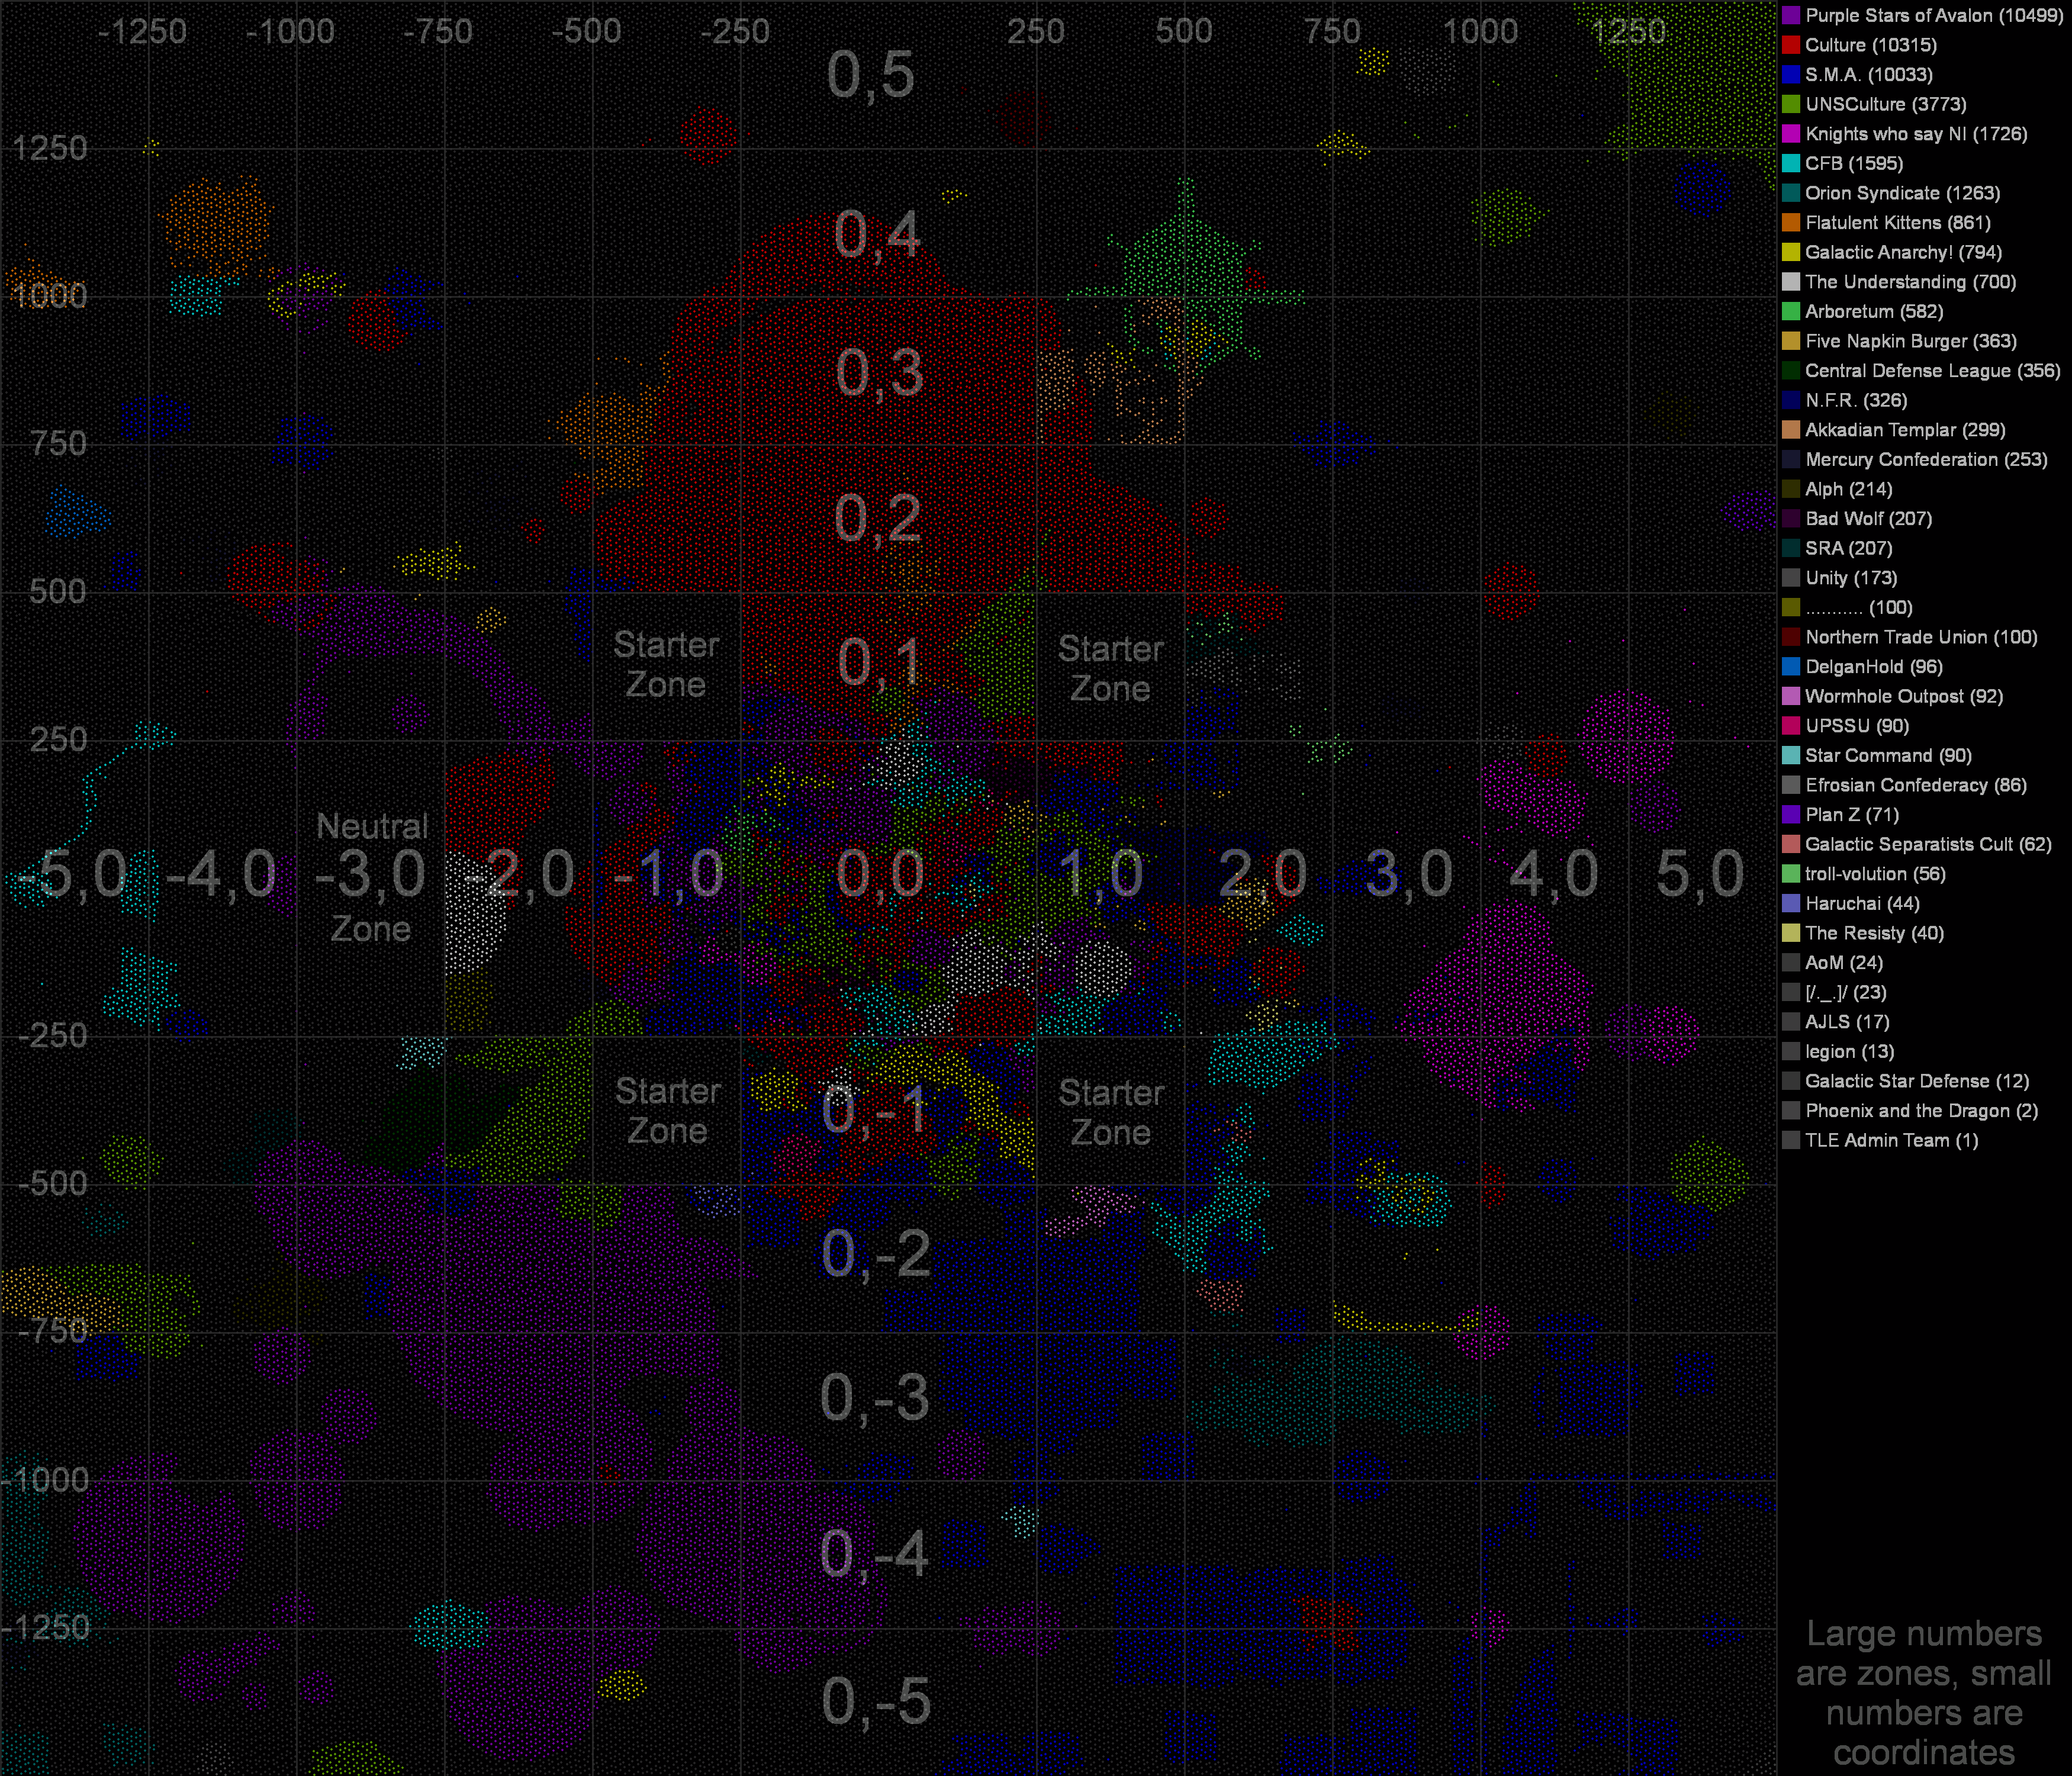 -1250 -1000 -750 -500 -250 250 500 750 1000 1250
0,5
1250
0,4
1000
0,3
750
0,2
500
Starter
Zone
0,1
Starter
Zone
250
Neutral
Zone
-5,0 -4,0 -3,0 -2,0 -1,0 0,0 1,0 2,0 3,0 4,0 5,0
-250
Starter
Zone
0,-1
Starter
Zone
-500
0,-2
-750
0,-3
-1000
0,-4
-1250
0,-5
Purple Stars of Avalon (10499)
Culture (10315)
S.M.A. (10033)
UNSCulture (3773)
Knights who say NI (1726)
CFB (1595)
Orion Syndicate (1263)
Flatulent Kittens (861)
Galactic Anarchy! (794)
The Understanding (700)
Arboretum (582)
Five Napkin Burger (363)
Central Defense League (356)
N.F.R. (326)
Akkadian Templar (299)
Mercury Confederation (253)
Alph (214)
Bad Wolf (207)
SRA (207)
Unity (173)
........... (100)
Northern Trade Union (100)
DelganHold (96)
Wormhole Outpost (92)
UPSSU (90)
Star Command (90)
Efrosian Confederacy (86)
Plan Z (71)
Galactic Separatists Cult (62)
troll-volution (56)
Haruchai (44)
The Resisty (40)
AoM (24)
[/._.]/ (23)
AJLS (17)
legion (13)
Galactic Star Defense (12)
Phoenix and the Dragon (2)
TLE Admin Team (1)
Large numbers
are zones, small
numbers are
coordinates